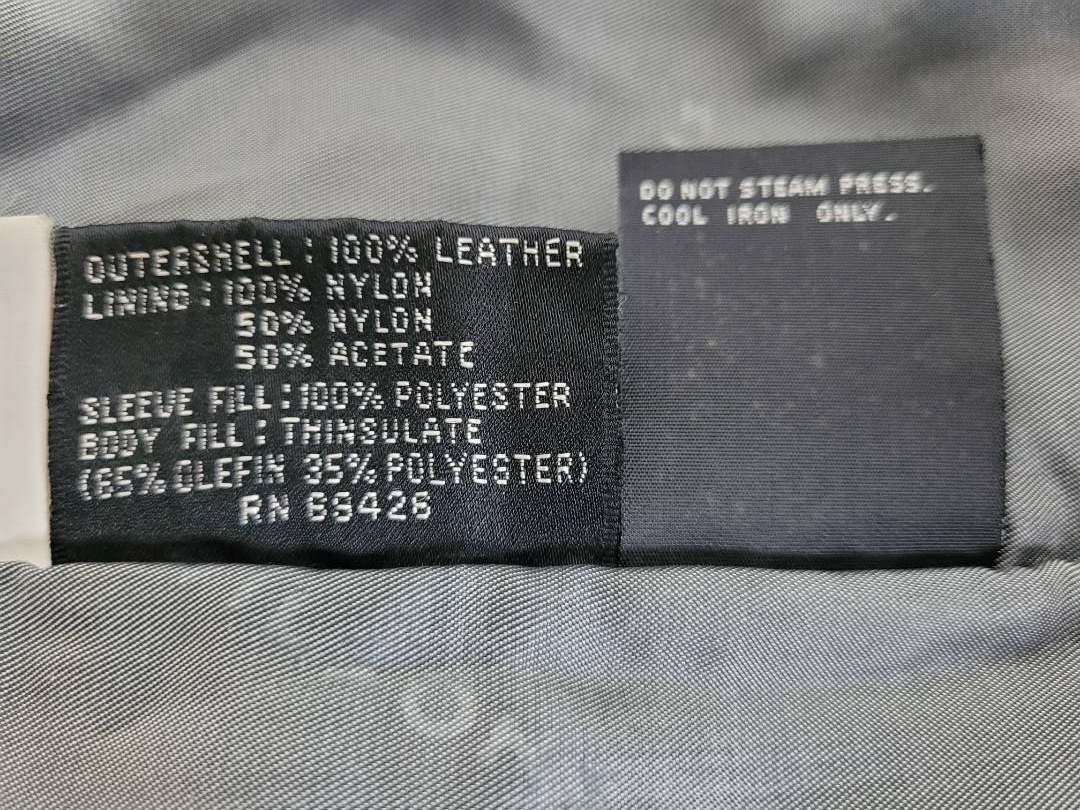 OUTERSHELL : 100% LEATHER
LINING : 100% NYLON
50% NYLON
50% ACETATE
SLEEVE FILL : 100% POLYESTER
BODY FILL : THINSULATE
(65% OLEFIN 35% POLYESTER)
RN 69426
DO NOT STEAM PRESS.
COOL IRON ONLY.